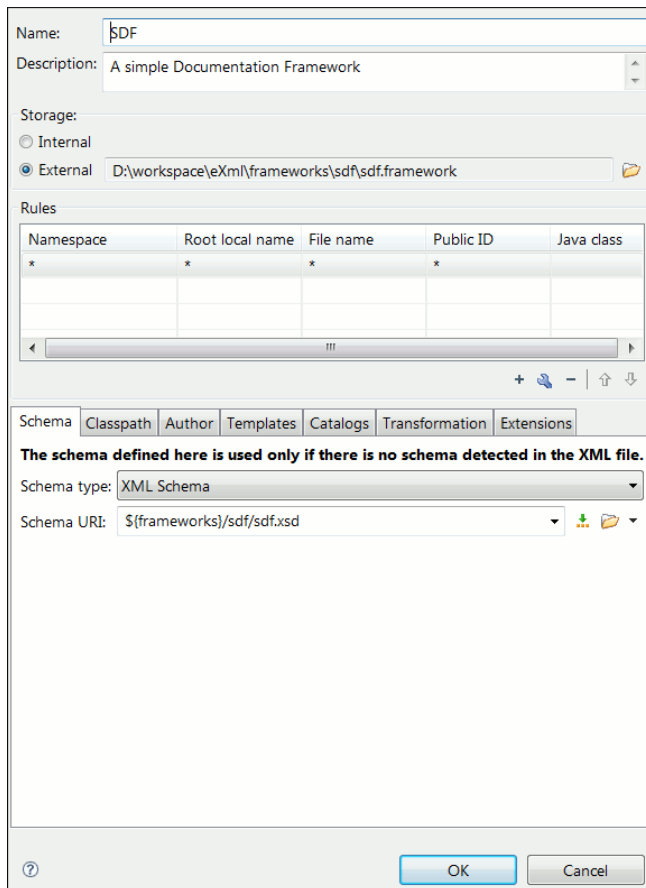 Name: SDF
Description: A simple Documentation Framework
Storage:
Internal
External D:\workspace\eXml\frameworks\sdf\sdf.framework
Rules
Namespace Root local name File name Public ID Java class
* * * *
Schema Classpath Author Templates Catalogs Transformation Extensions
The schema defined here is used only if there is no schema detected in the XML file.
Schema type: XML Schema
Schema URI: ${frameworks}/sdf/sdf.xsd
OK Cancel